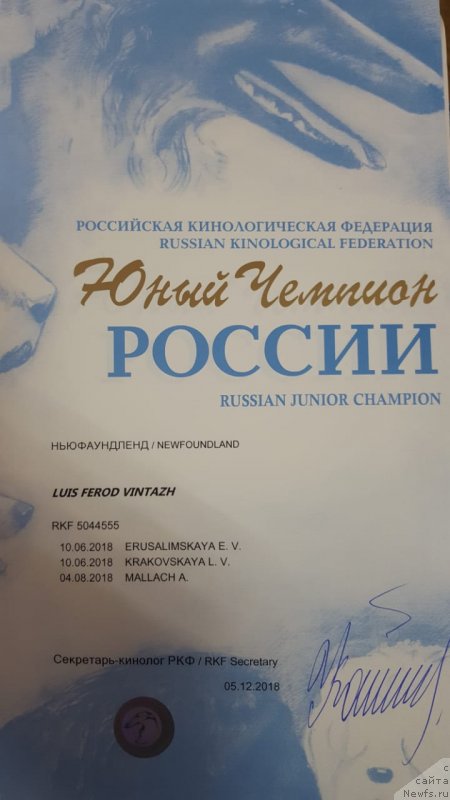 РОССИЙСКАЯ КИНОЛОГИЧЕСКАЯ ФЕДЕРАЦИЯ
RUSSIAN KINOLOGICAL FEDERATION
Юный Чемпион
РОССИИ
RUSSIAN JUNIOR CHAMPION
НЬЮФАУНДЛЕНД / NEWFOUNDLAND
LUIS FEROD VINTAZH
RKF 5044555
10.06.2018 ERUSALIMSKAYA E. V.
10.06.2018 KRAKOVSKAYA L. V.
04.08.2018 MALLACH A.
Секретарь-кинолог РКФ / RKF Secretary
05.12.2018
с
сайта
Newfs.ru